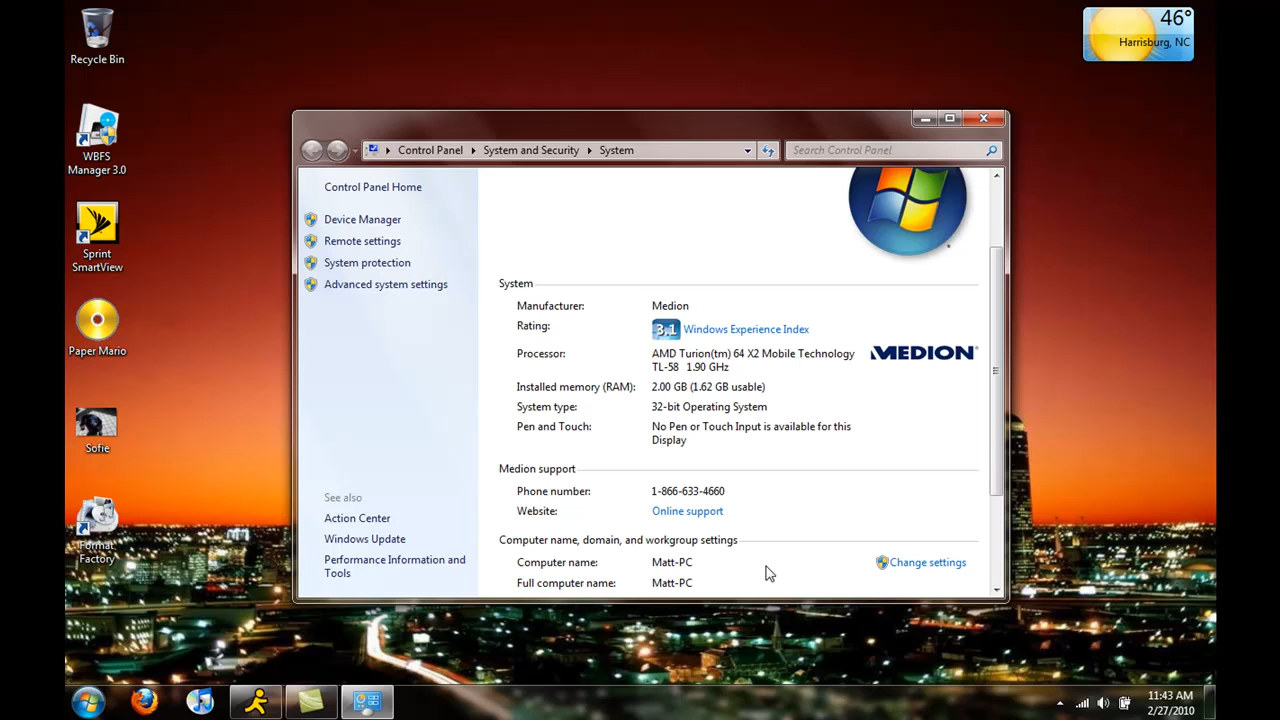 Recycle Bin
WBFS
Manager 3.0
Sprint
SmartView
Paper Mario
Sofie
Format
Factory
46°
Harrisburg, NC
Control Panel
System and Security
System
Search Control Panel
Control Panel Home
Device Manager
Remote settings
System protection
Advanced system settings
See also
Action Center
Windows Update
Performance Information and
Tools
System
Manufacturer: Medion
Rating: 3.1 Windows Experience Index
Processor: AMD Turion(tm) 64 X2 Mobile Technology
TL-58 1.90 GHz
MEDION
Installed memory (RAM): 2.00 GB (1.62 GB usable)
System type: 32-bit Operating System
Pen and Touch: No Pen or Touch Input is available for this
Display
Medion support
Phone number: 1-866-633-4660
Website: Online support
Computer name, domain, and workgroup settings
Computer name: Matt-PC Change settings
Full computer name: Matt-PC
11:43 AM
2/27/2010